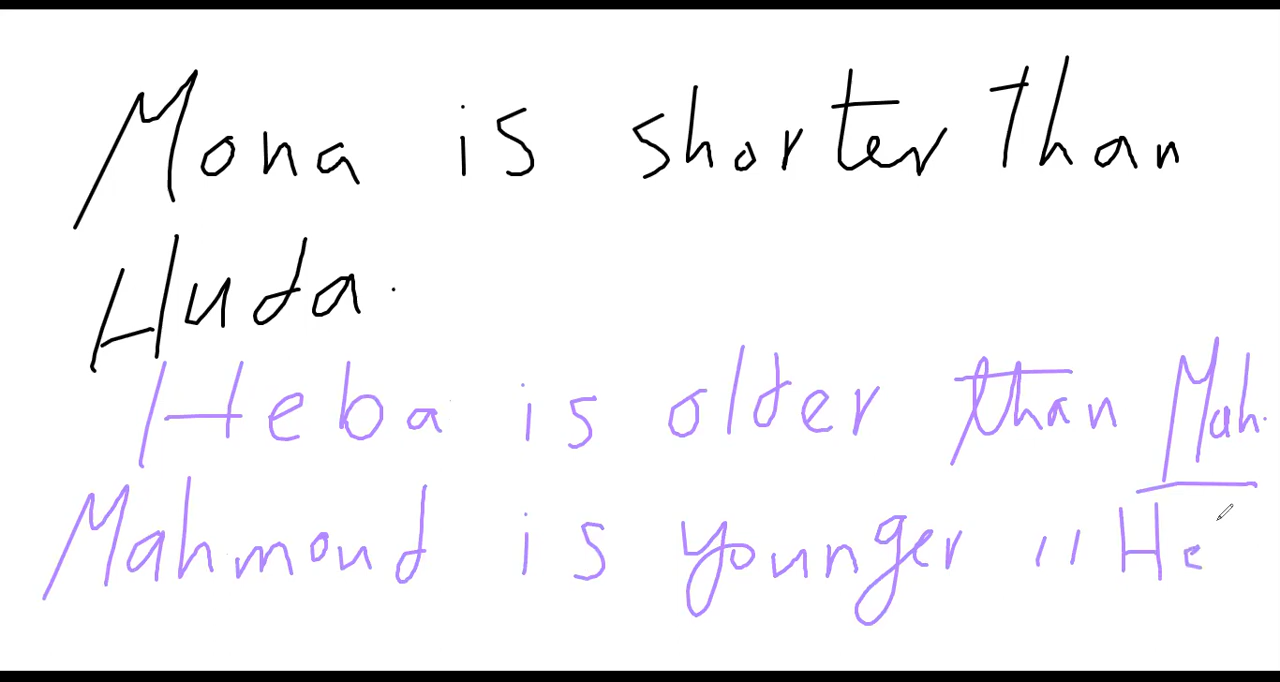 Mona is shorter than
Huda.
Heba is older than Mah.
Mahmoud is younger " He